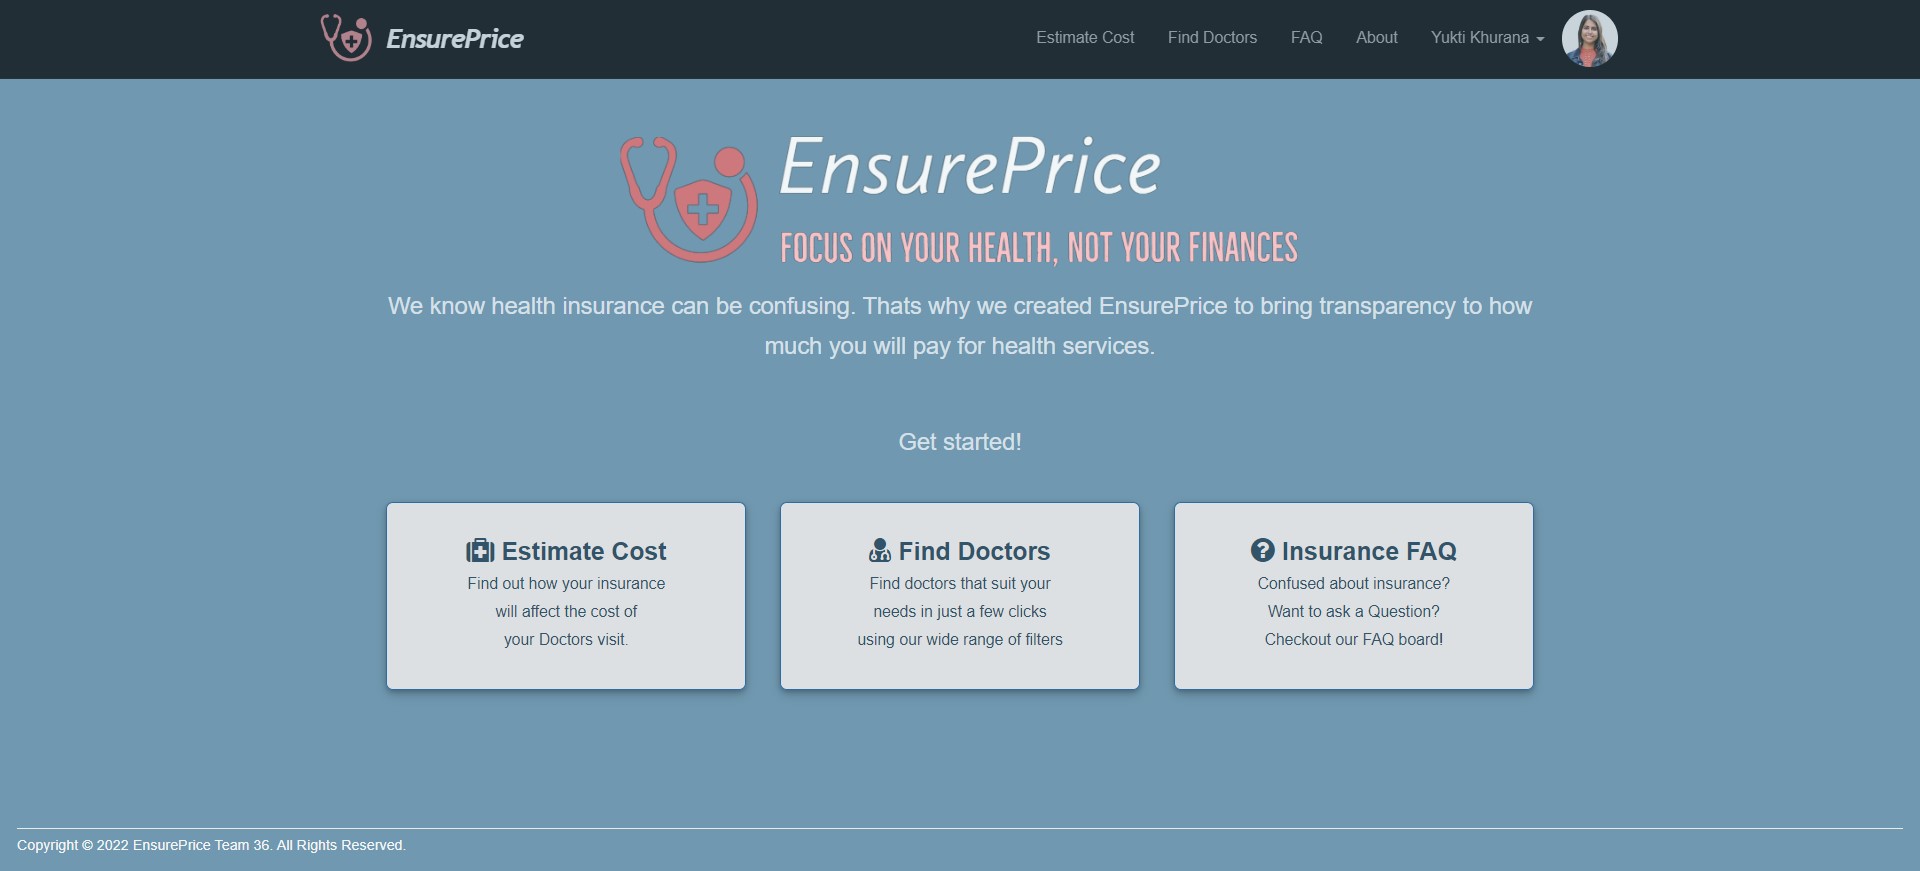 EnsurePrice
Estimate Cost Find Doctors FAQ About Yukti Khurana
EnsurePrice
FOCUS ON YOUR HEALTH, NOT YOUR FINANCES
We know health insurance can be confusing. Thats why we created EnsurePrice to bring transparency to how
much you will pay for health services.
Get started!
Estimate Cost
Find out how your insurance
will affect the cost of
your Doctors visit.
Find Doctors
Find doctors that suit your
needs in just a few clicks
using our wide range of filters
Insurance FAQ
Confused about insurance?
Want to ask a Question?
Checkout our FAQ board!
Copyright © 2022 EnsurePrice Team 36. All Rights Reserved.